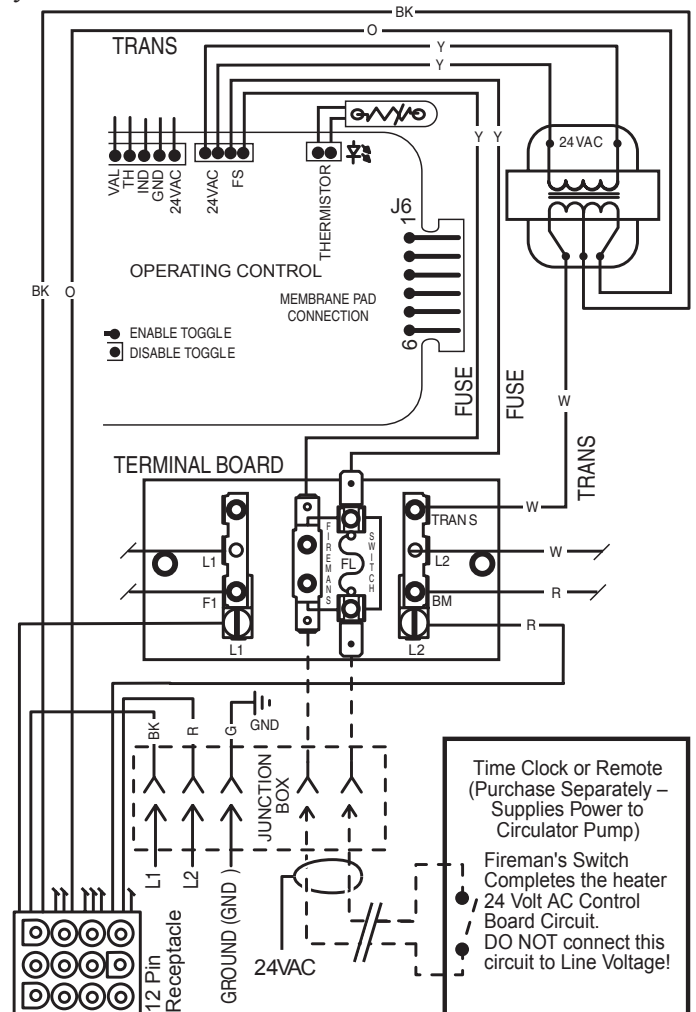 BK
O
TRANS
Y
Y
Y Y
24VAC
VAL
TH
IND
GND
24VAC
24VAC
FS
THERMISTOR
J6
1
OPERATING CONTROL
MEMBRANE PAD
CONNECTION
BK O
ENABLE TOGGLE
DISABLE TOGGLE
6
FUSE
FUSE
W
TRANS
TERMINAL BOARD
TRANS
W
L1
FIREMANS
FL
SWITCH
L2
W
F1
BM
R
L1
L2
R
BK
R
G
GND
JUNCTION
BOX
L1
L2
GROUND (GND )
24VAC
12 Pin
Receptacle
Time Clock or Remote
(Purchase Separately –
Supplies Power to
Circulator Pump)
Fireman's Switch
Completes the heater
24 Volt AC Control
Board Circuit.
DO NOT connect this
circuit to Line Voltage!